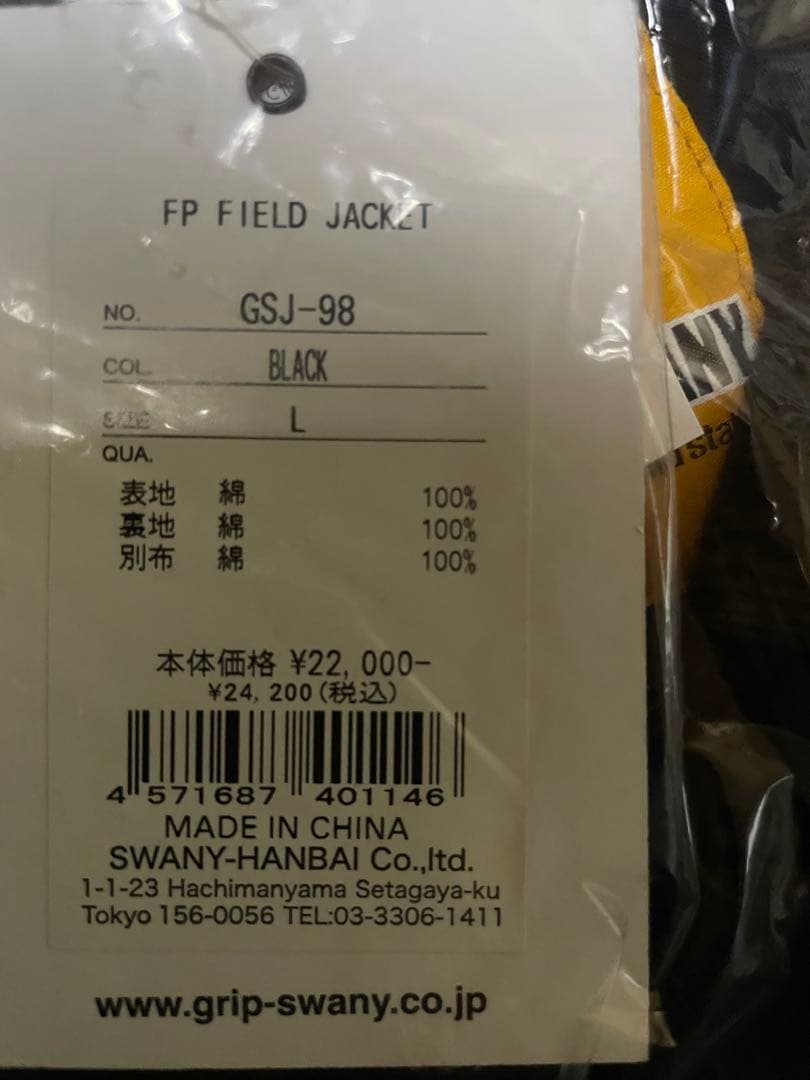 FP FIELD JACKET
NO. GSJ-98
COL. BLACK
SIZE L
QUA.
表地 綿 100%
裏地 綿 100%
別布 綿 100%
本体価格 ¥22,000-
¥24,200(税込)
4 571687 401146
MADE IN CHINA
SWANY-HANBAI Co.,ltd.
1-1-23 Hachimanyama Setagaya-ku
Tokyo 156-0056 TEL:03-3306-1411
www.grip-swany.co.jp
ANY